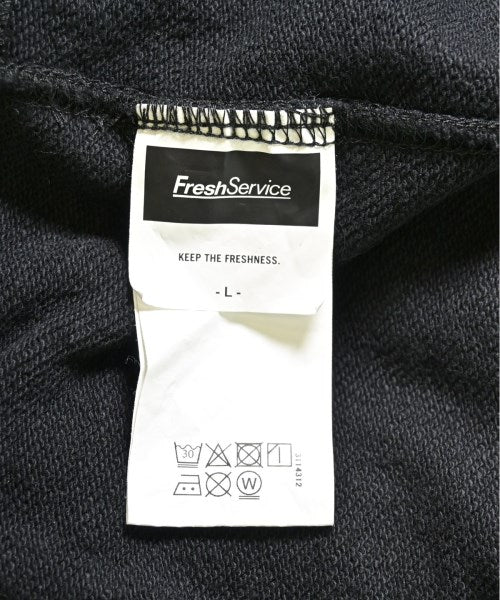 FreshService
KEEP THE FRESHNESS.
- L -
30
W
3114312